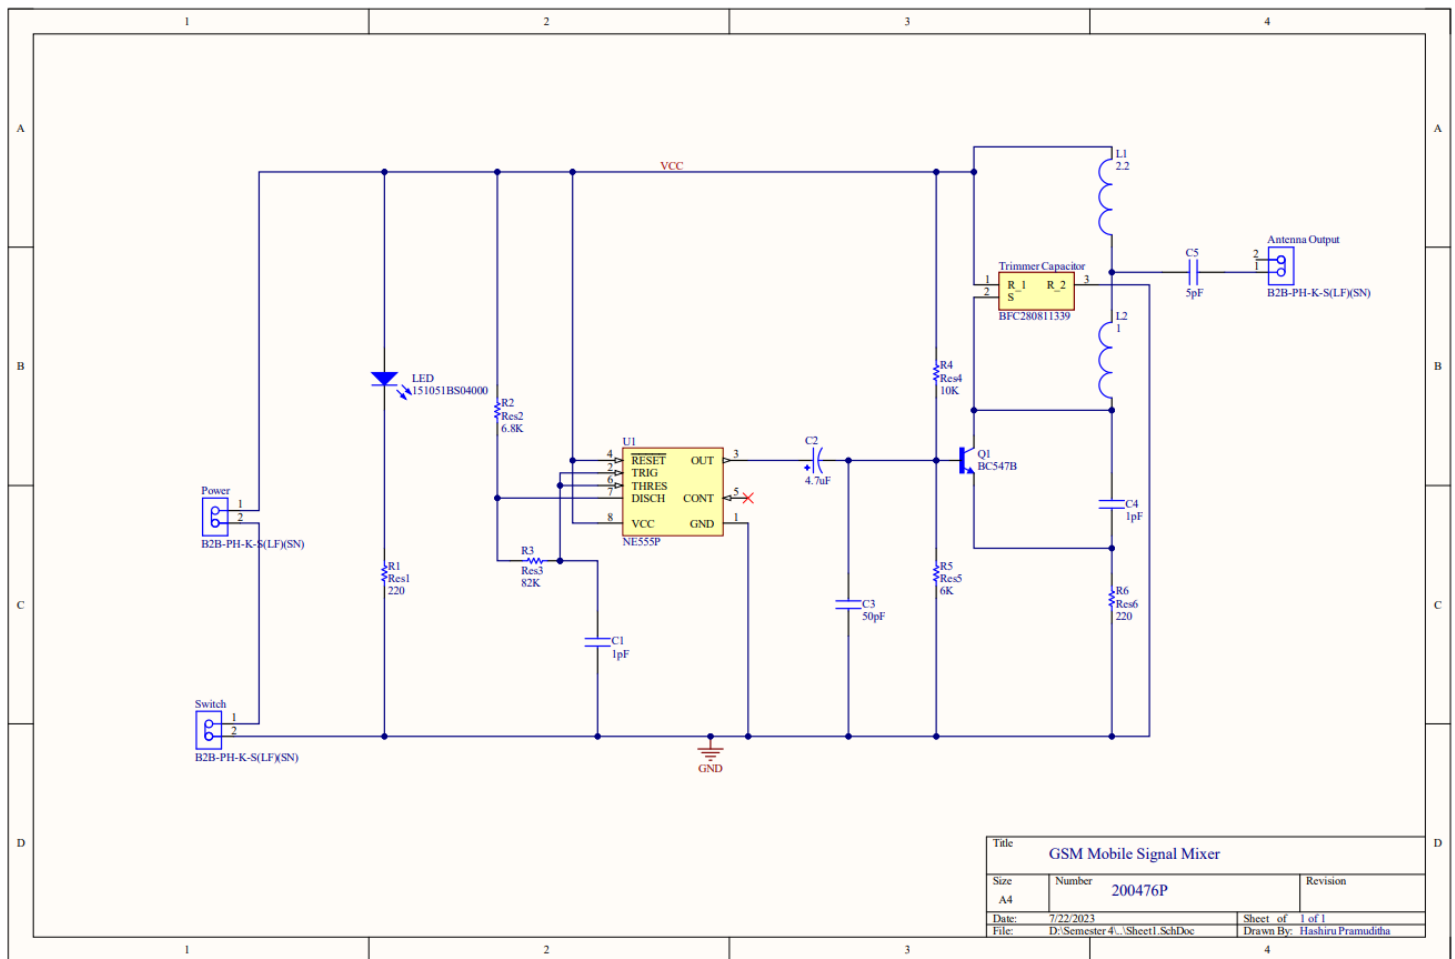 1 2 3 4
A A
VCC
L1
2.2
Antenna Output
2
1
B2B-PH-K-S(LF)(SN)
C5
5pF
Trimmer Capacitor
1 R_1 R_2 3
2 S
BFC280811339
L2
1
B B
LED
151051BS04000
R4
Res4
10K
R2
Res2
6.8K
U1
4 RESET OUT 3
2 TRIG
6 THRES
7 DISCH CONT 5
8 VCC GND 1
NE555P
C2
+
4.7uF
Q1
BC547B
Power
1
2
B2B-PH-K-S(LF)(SN)
C4
1pF
R3
Res3
82K
R1
Res1
220
R5
Res5
6K
C C
C3
50pF
R6
Res6
220
C1
1pF
Switch
1
2
B2B-PH-K-S(LF)(SN)
GND
D D
Title
GSM Mobile Signal Mixer
Size Number Revision
A4 200476P
Date: 7/22/2023 Sheet of 1 of 1
File: D:\Semester 4\..\Sheet1.SchDoc Drawn By: Hashiru Pramuditha
1 2 3 4